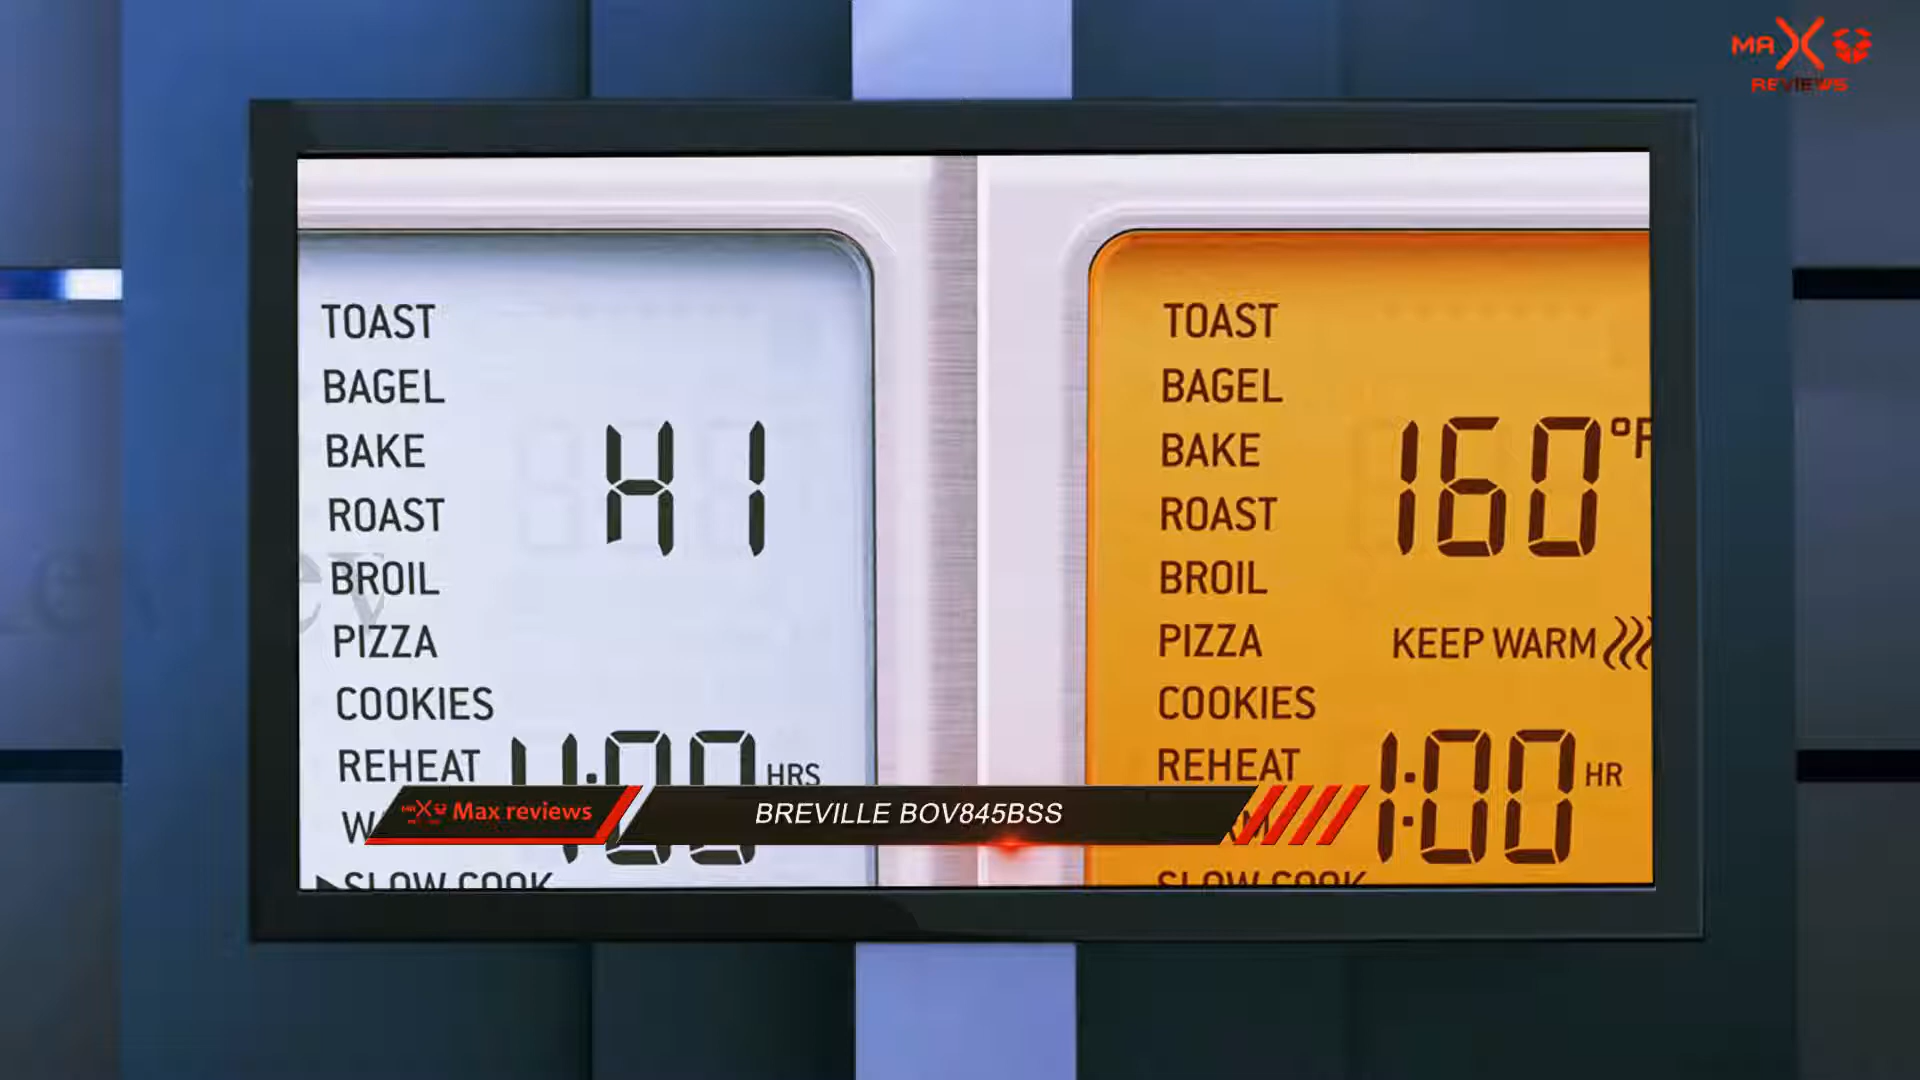 MAX
REVIEWS
TOAST
BAGEL
BAKE
ROAST
BROIL
PIZZA
COOKIES
REHEAT
SLOW COOK
HI
4:00 HRS
TOAST
BAGEL
BAKE
ROAST
BROIL
PIZZA
COOKIES
REHEAT
SLOW COOK
160°F
KEEP WARM
1:00 HR
Max reviews
BREVILLE BOV845BSS